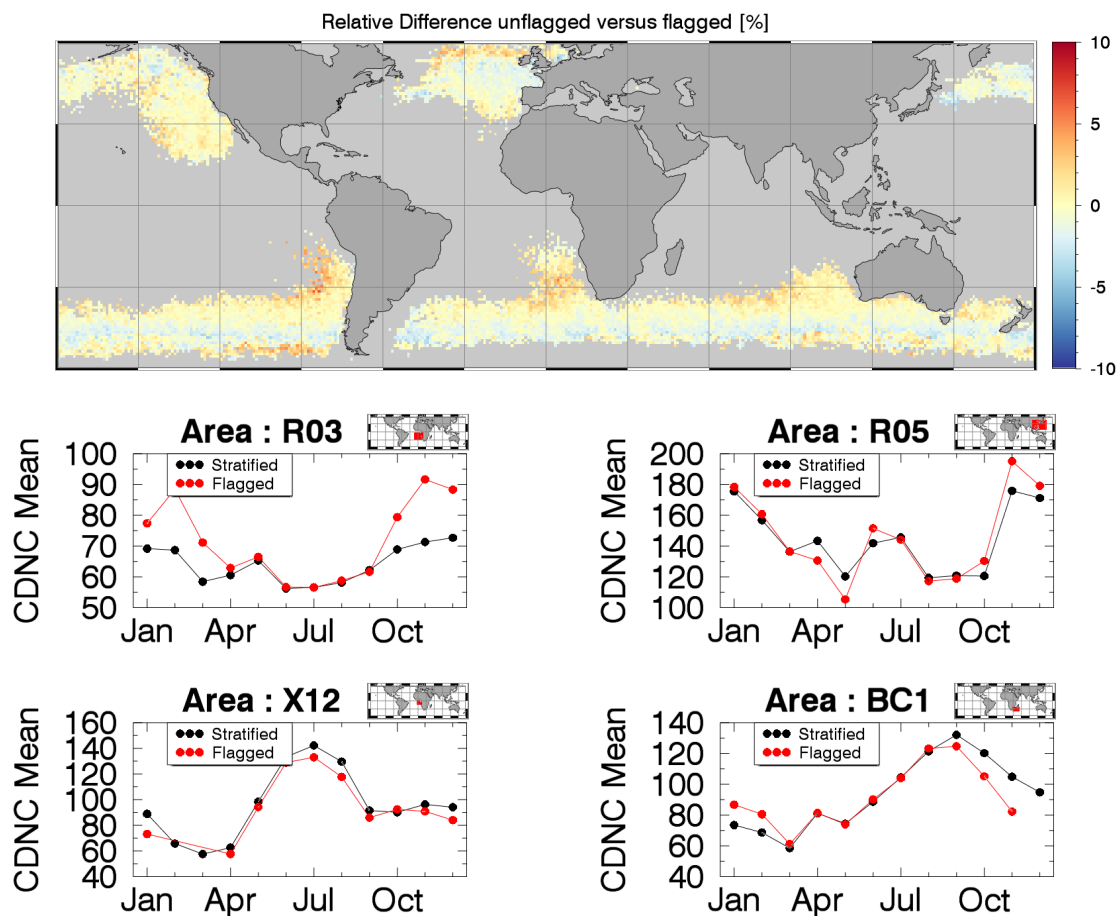 Relative Difference unflagged versus flagged [%]
10
5
0
-5
-10
Area : R03
CDNC Mean
100
90
80
70
60
50
Stratified
Flagged
Jan Apr Jul Oct
Area : R05
CDNC Mean
200
180
160
140
120
100
Stratified
Flagged
Jan Apr Jul Oct
Area : X12
CDNC Mean
160
140
120
100
80
60
40
Stratified
Flagged
Jan Apr Jul Oct
Area : BC1
CDNC Mean
140
120
100
80
60
40
Stratified
Flagged
Jan Apr Jul Oct